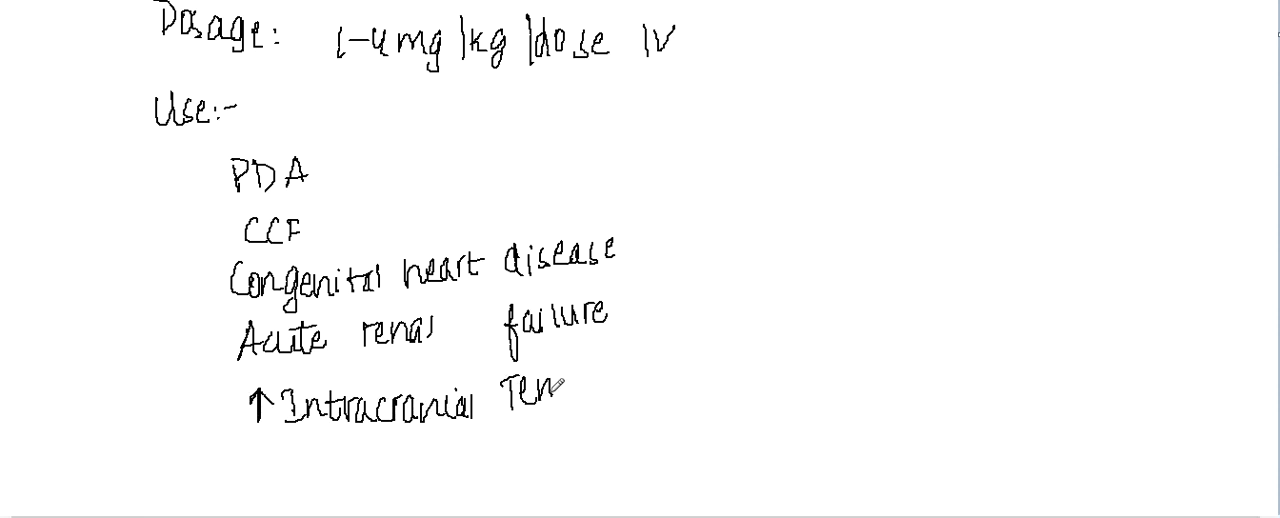 Dosage: 1-4mg/kg/dose IV
Use:-
PDA
CCF
Congenital heart disease
Acute renal failure
↑ Intracranial Ten